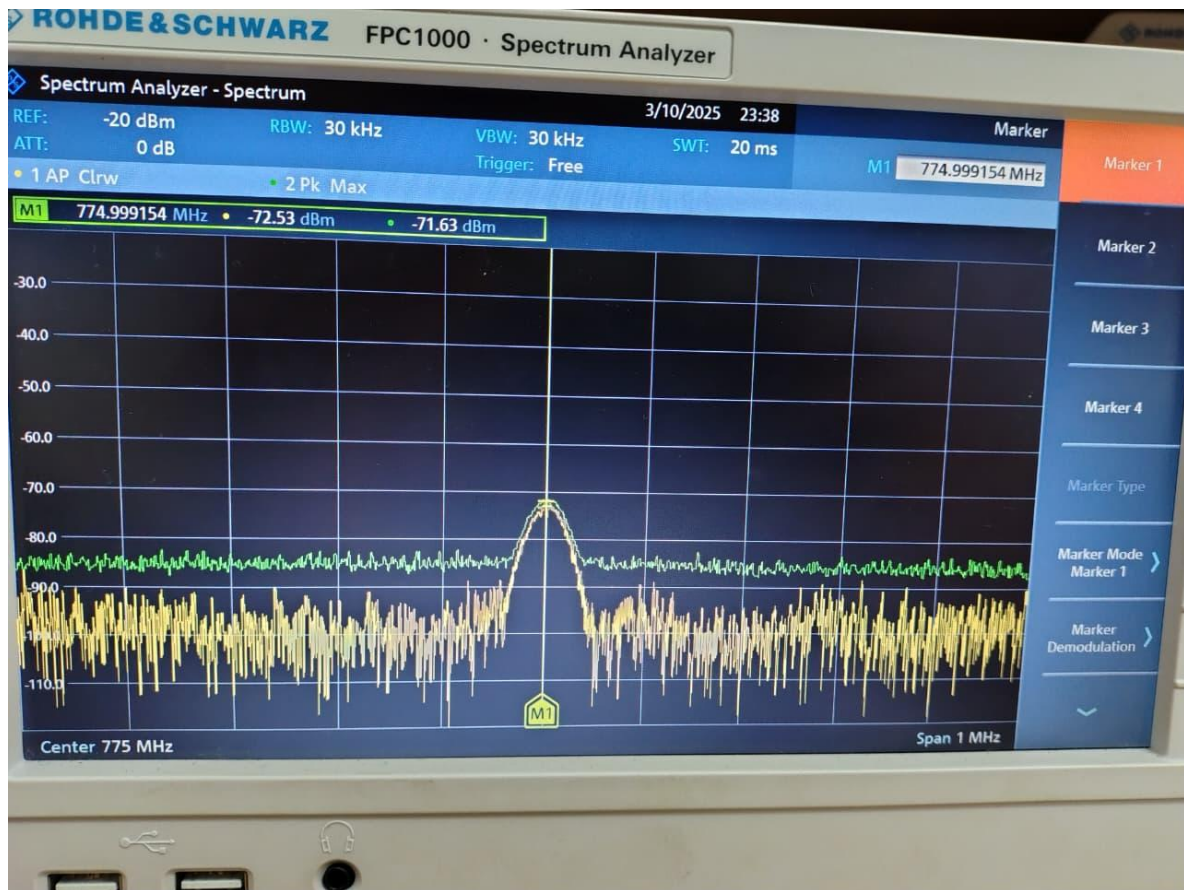 ROHDE&SCHWARZ FPC1000 · Spectrum Analyzer
Spectrum Analyzer - Spectrum
3/10/2025 23:38
REF: -20 dBm RBW: 30 kHz VBW: 30 kHz SWT: 20 ms
ATT: 0 dB Trigger: Free
1 AP Clrw 2 Pk Max
M1 774.999154 MHz -72.53 dBm -71.63 dBm
-30.0
-40.0
-50.0
-60.0
-70.0
-80.0
-90.0
-110.0
M1
Center 775 MHz Span 1 MHz
Marker
M1 774.999154 MHz
Marker 1
Marker 2
Marker 3
Marker 4
Marker Type
Marker Mode
Marker 1
Marker
Demodulation